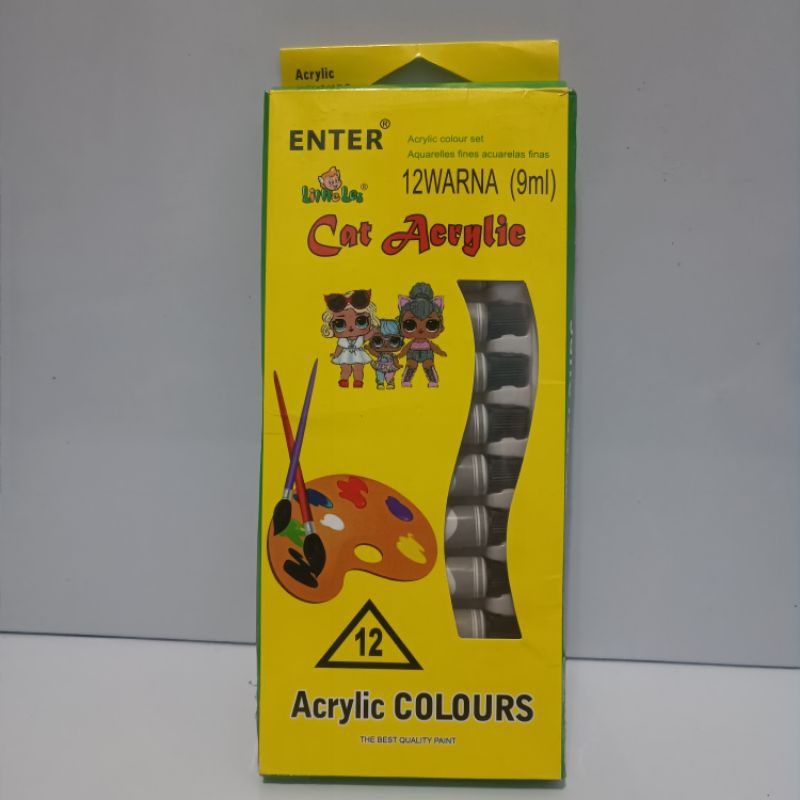 Acrylic
ENTER®
Acrylic colour set
Aquarelles fines acuarelas finas
12WARNA (9ml)
Cat Acrylic
12
Acrylic COLOURS
THE BEST QUALITY PAINT